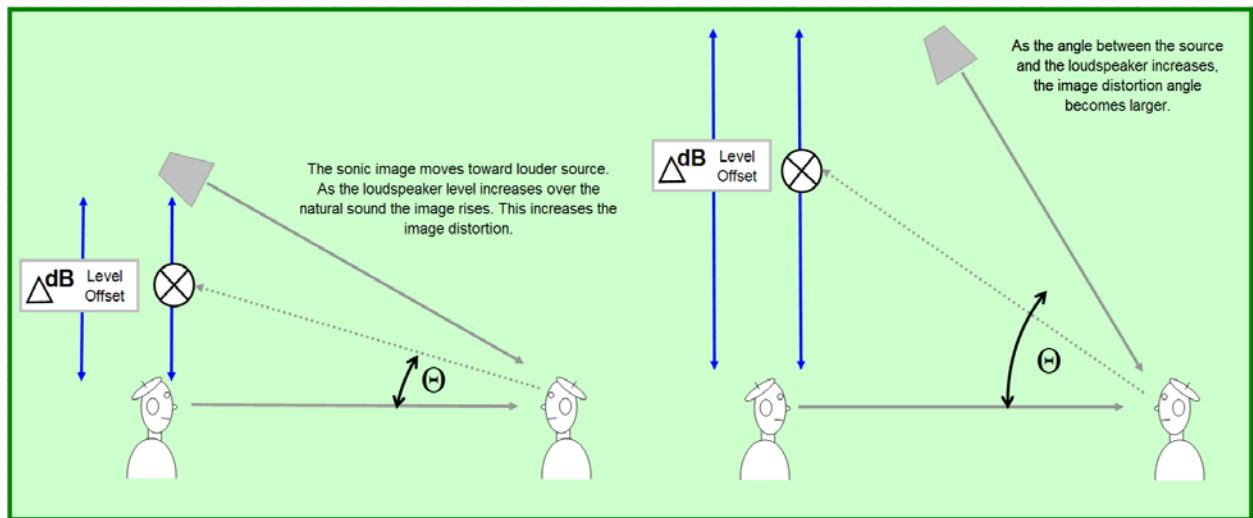 The sonic image moves toward louder source.
As the loudspeaker level increases over the
natural sound the image rises. This increases the
image distortion.
△dB Level
Offset
Θ
As the angle between the source
and the loudspeaker increases,
the image distortion angle
becomes larger.
△dB Level
Offset
Θ